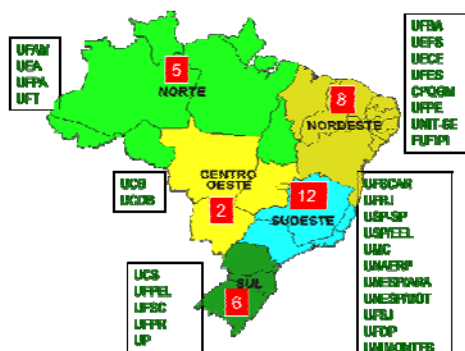 UFAM
UEA
UFPA
UFT
5
NORTE
UFBA
UEFS
UECE
UFES
CPQGM
UFPE
UNIT-SE
FUFIPI
8
NORDESTE
UCB
UCDB
CENTRO
OESTE
2
12
SUDESTE
UFSCAR
UFRJ
USP-SP
USP/EEL
UMC
UNAERP
UNESP/ARA
UNESP/BOT
UFSJ
UFOP
UNIMONTES
UCS
UFPEL
UFSC
UFPR
UP
SUL
6